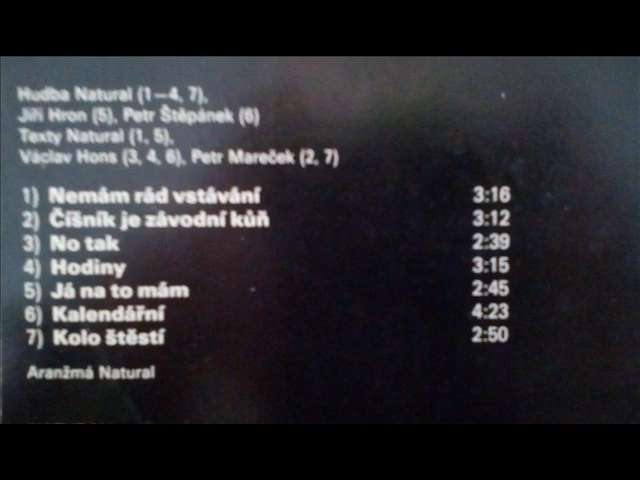 Hudba Natural (1—4, 7),
Jiří Hron (5), Petr Štěpánek (6)
Texty Natural (1, 5),
Václav Hons (3, 4, 6), Petr Mareček (2, 7)
1) Nemám rád vstávání 3:16
2) Číšník je závodní kůň 3:12
3) No tak 2:39
4) Hodiny 3:15
5) Já na to mám 2:45
6) Kalendářní 4:23
7) Kolo štěstí 2:50
Aranžmá Natural